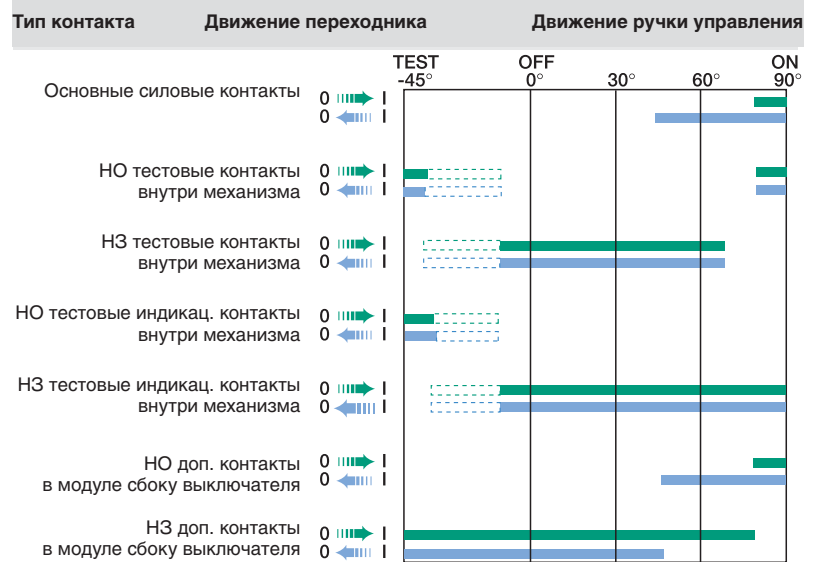 Тип контакта Движение переходника Движение ручки управления
TEST OFF ON
-45° 0° 30° 60° 90°
Основные силовые контакты 0 I
0 I
НО тестовые контакты 0 I
внутри механизма 0 I
НЗ тестовые контакты 0 I
внутри механизма 0 I
НО тестовые индикац. контакты 0 I
внутри механизма 0 I
НЗ тестовые индикац. контакты 0 I
внутри механизма 0 I
НО доп. контакты 0 I
в модуле сбоку выключателя 0 I
НЗ доп. контакты 0 I
в модуле сбоку выключателя 0 I